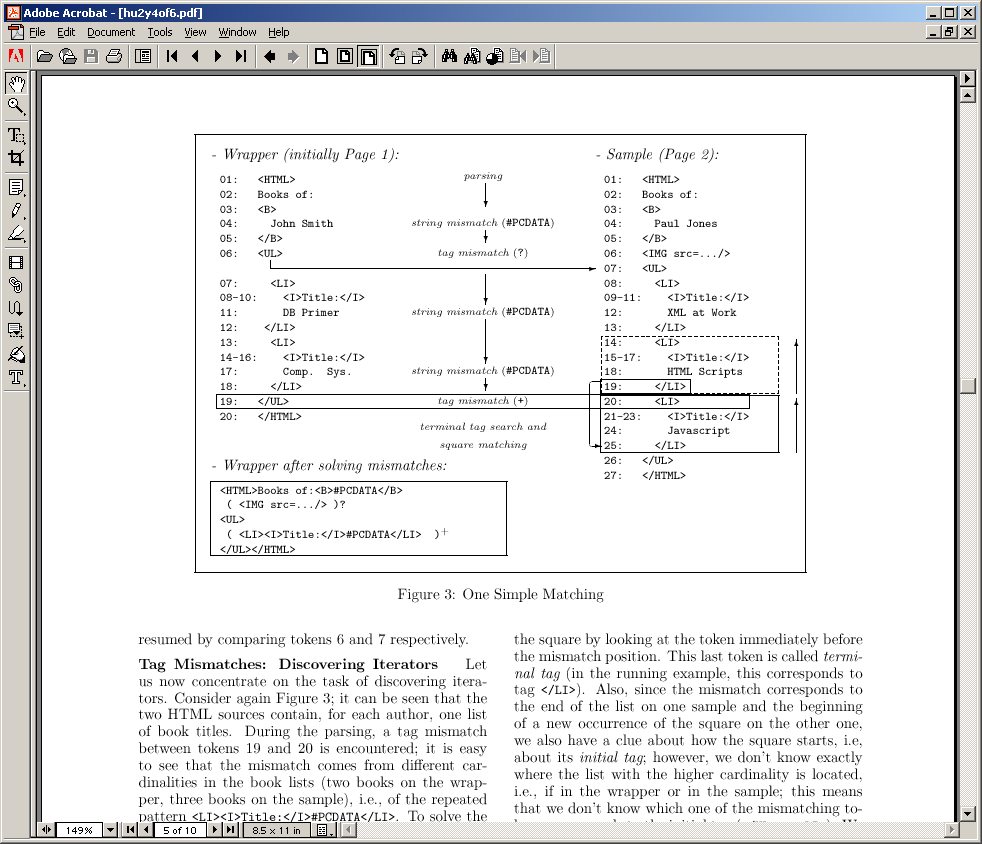 Adobe Acrobat - [hu2y4of6.pdf]
File Edit Document Tools View Window Help
- Wrapper (initially Page 1):
01: <HTML>
02: Books of:
03: <B>
04: John Smith
05: </B>
06: <UL>
07: <LI>
08-10: <I>Title:</I>
11: DB Primer
12: </LI>
13: <LI>
14-16: <I>Title:</I>
17: Comp. Sys.
18: </LI>
19: </UL>
20: </HTML>
parsing
string mismatch (#PCDATA)
tag mismatch (?)
string mismatch (#PCDATA)
string mismatch (#PCDATA)
tag mismatch (+)
terminal tag search and
square matching
- Sample (Page 2):
01: <HTML>
02: Books of:
03: <B>
04: Paul Jones
05: </B>
06: <IMG src=.../>
07: <UL>
08: <LI>
09-11: <I>Title:</I>
12: XML at Work
13: </LI>
14: <LI>
15-17: <I>Title:</I>
18: HTML Scripts
19: </LI>
20: <LI>
21-23: <I>Title:</I>
24: Javascript
25: </LI>
26: </UL>
27: </HTML>
- Wrapper after solving mismatches:
<HTML>Books of:<B>#PCDATA</B>
( <IMG src=.../> )?
<UL>
( <LI><I>Title:</I>#PCDATA</LI> )+
</UL></HTML>
Figure 3: One Simple Matching
resumed by comparing tokens 6 and 7 respectively.
Tag Mismatches: Discovering Iterators Let
us now concentrate on the task of discovering itera-
tors. Consider again Figure 3; it can be seen that the
two HTML sources contain, for each author, one list
of book titles. During the parsing, a tag mismatch
between tokens 19 and 20 is encountered; it is easy
to see that the mismatch comes from different car-
dinalities in the book lists (two books on the wrap-
per, three books on the sample), i.e., of the repeated
pattern <LI><I>Title:</I>#PCDATA</LI>. To solve the
the square by looking at the token immediately before
the mismatch position. This last token is called termi-
nal tag (in the running example, this corresponds to
tag </LI>). Also, since the mismatch corresponds to
the end of the list on one sample and the beginning
of a new occurrence of the square on the other one,
we also have a clue about how the square starts, i.e,
about its initial tag; however, we don't know exactly
where the list with the higher cardinality is located,
i.e., if in the wrapper or in the sample; this means
that we don't know which one of the mismatching to-
149% 5 of 10 8.5 x 11 in